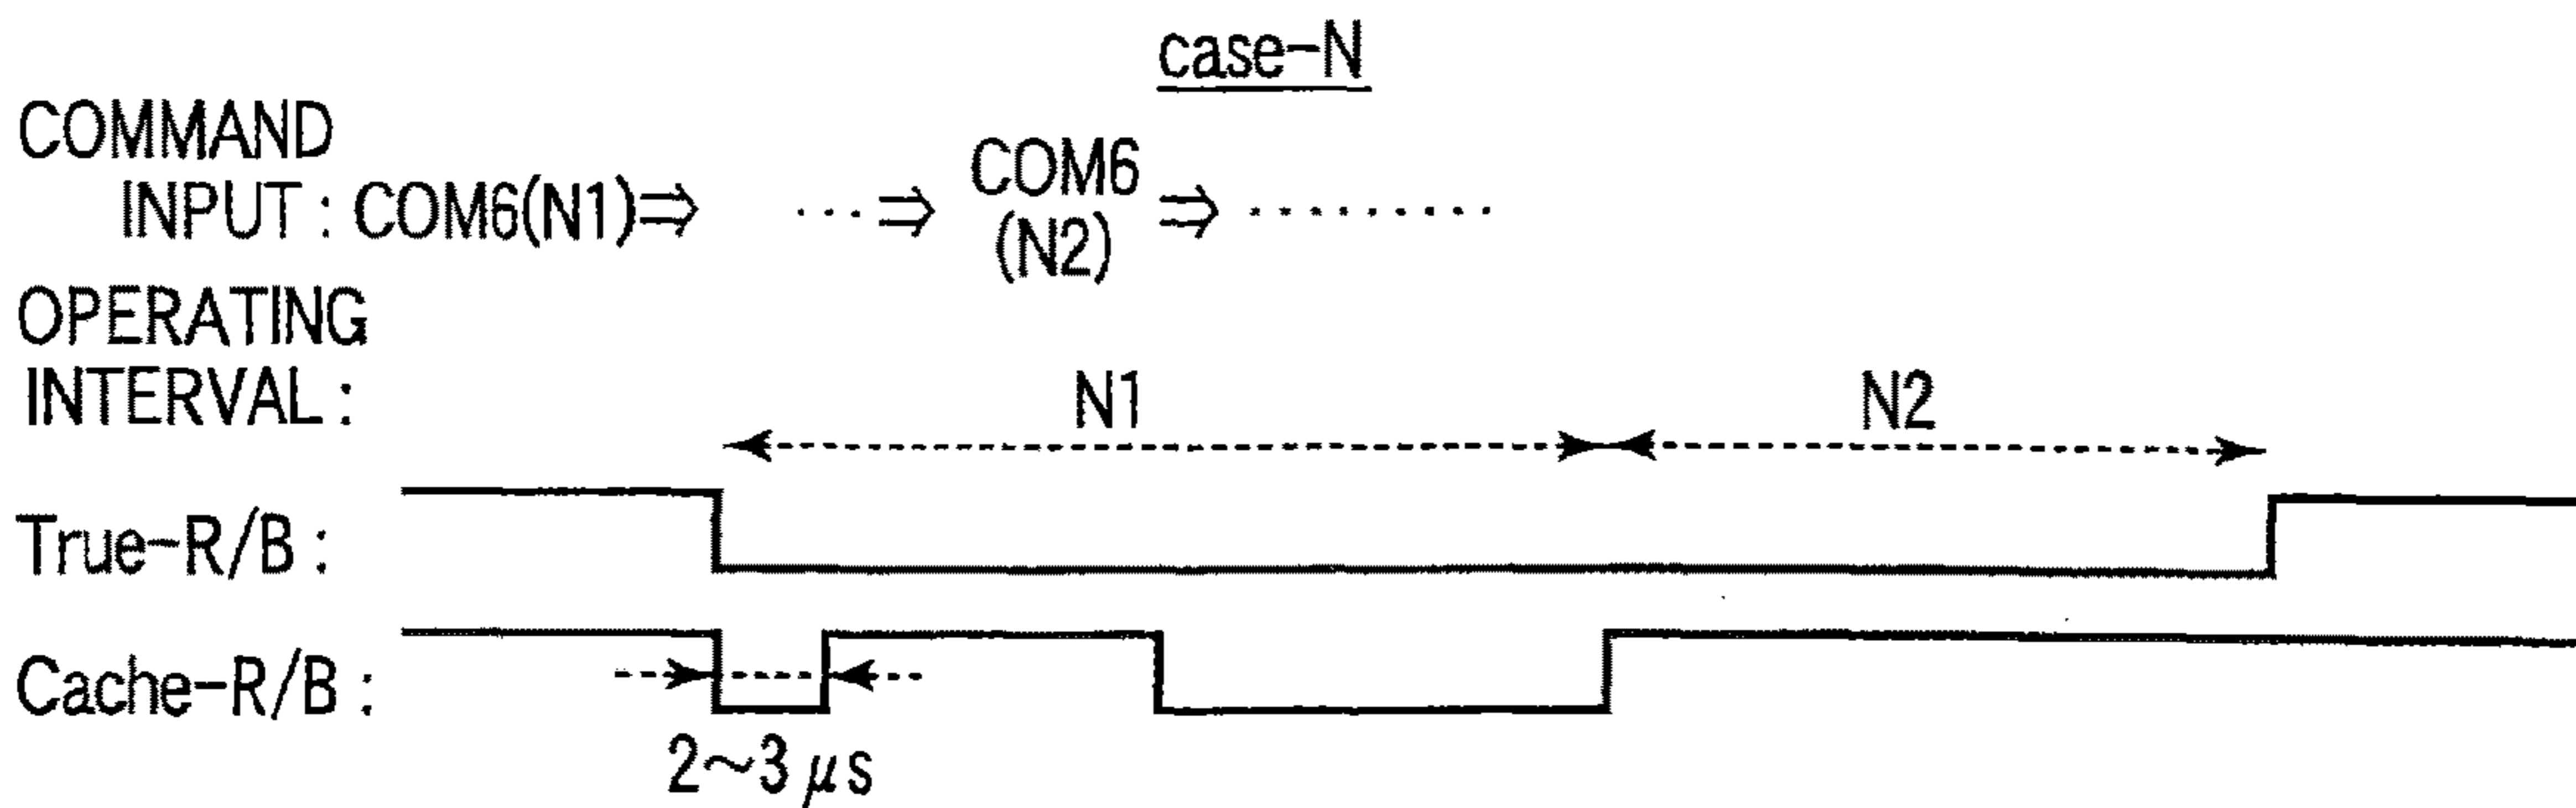 case-N
COMMAND
INPUT : COM6(N1)⇒ ... ⇒ COM6 ⇒ .........
(N2)
OPERATING
INTERVAL :
N1 N2
True-R/B :
Cache-R/B :
2~3 μs